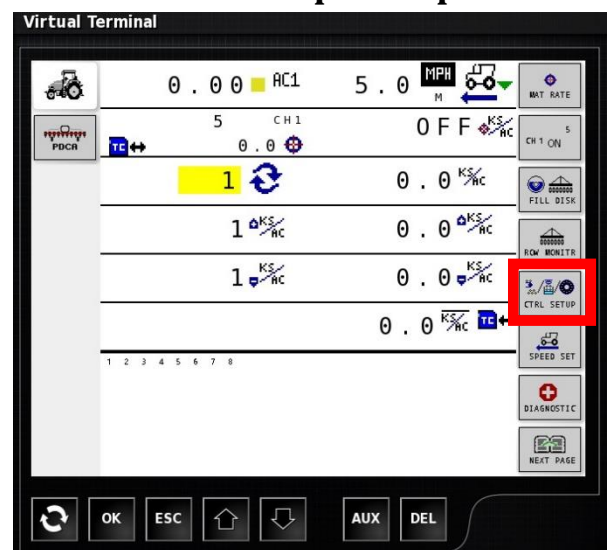 Virtual Terminal
0.00 AC1 5.0 MPH
M
MAT RATE
PDCA
5 CH1 OFF KS/AC
TC 0.0
5
CH 1 ON
1 0.0 KS/AC
FILL DISK
1 KS/AC 0.0 KS/AC
ROW MONITR
1 KS/AC 0.0 KS/AC
CTRL SETUP
0.0 KS/AC TC
SPEED SET
1 2 3 4 5 6 7 8
DIAGNOSTIC
NEXT PAGE
OK ESC AUX DEL